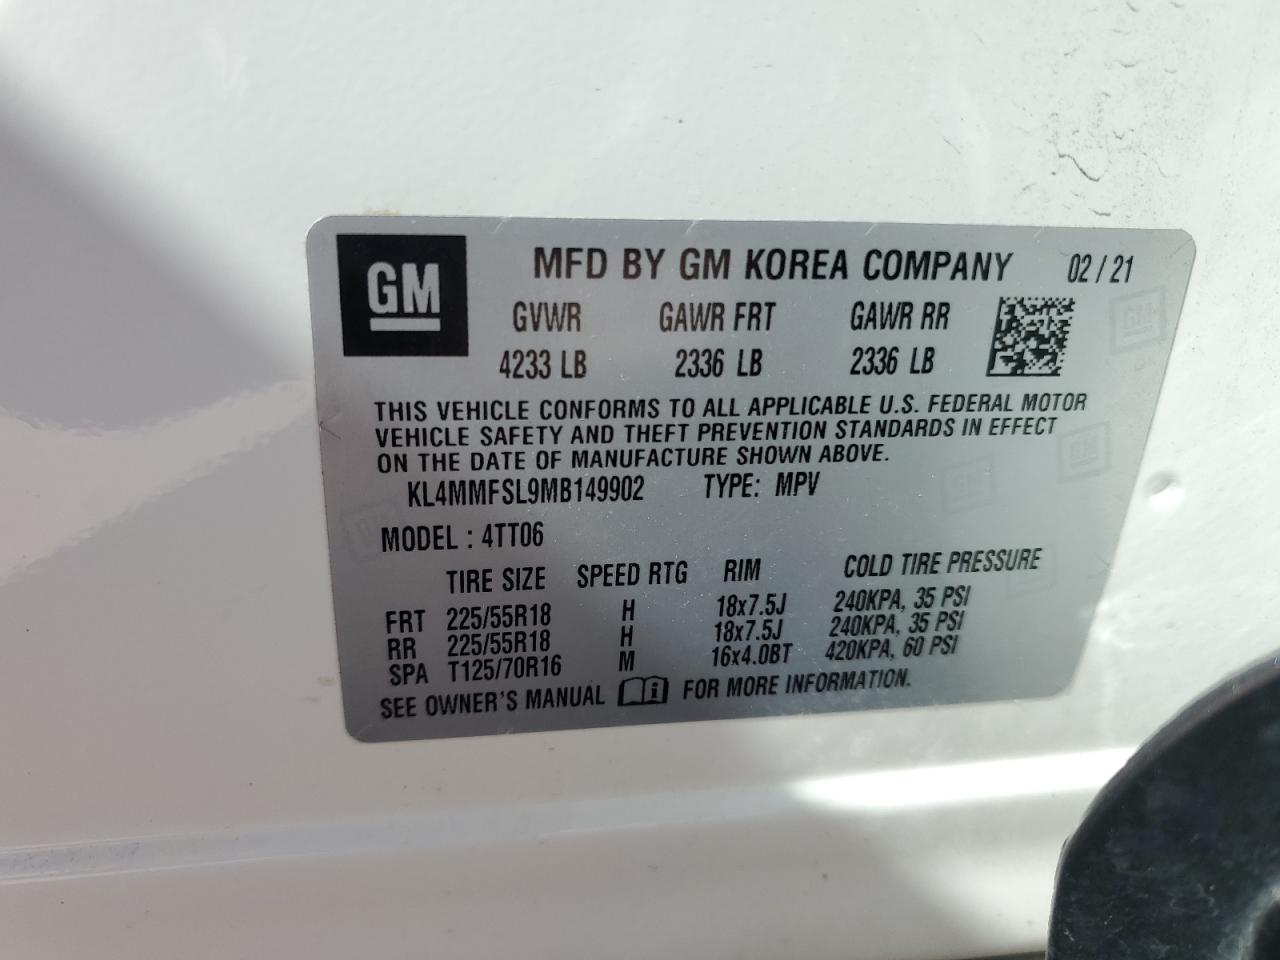 GM
MFD BY GM KOREA COMPANY 02 / 21
GVWR GAWR FRT GAWR RR
4233 LB 2336 LB 2336 LB
THIS VEHICLE CONFORMS TO ALL APPLICABLE U.S. FEDERAL MOTOR
VEHICLE SAFETY AND THEFT PREVENTION STANDARDS IN EFFECT
ON THE DATE OF MANUFACTURE SHOWN ABOVE.
KL4MMFSL9MB149902 TYPE: MPV
MODEL : 4TT06
TIRE SIZE SPEED RTG RIM COLD TIRE PRESSURE
FRT 225/55R18 H 18x7.5J 240KPA, 35 PSI
RR 225/55R18 H 18x7.5J 240KPA, 35 PSI
SPA T125/70R16 M 16x4.0BT 420KPA, 60 PSI
SEE OWNER'S MANUAL i FOR MORE INFORMATION.
GM
GM